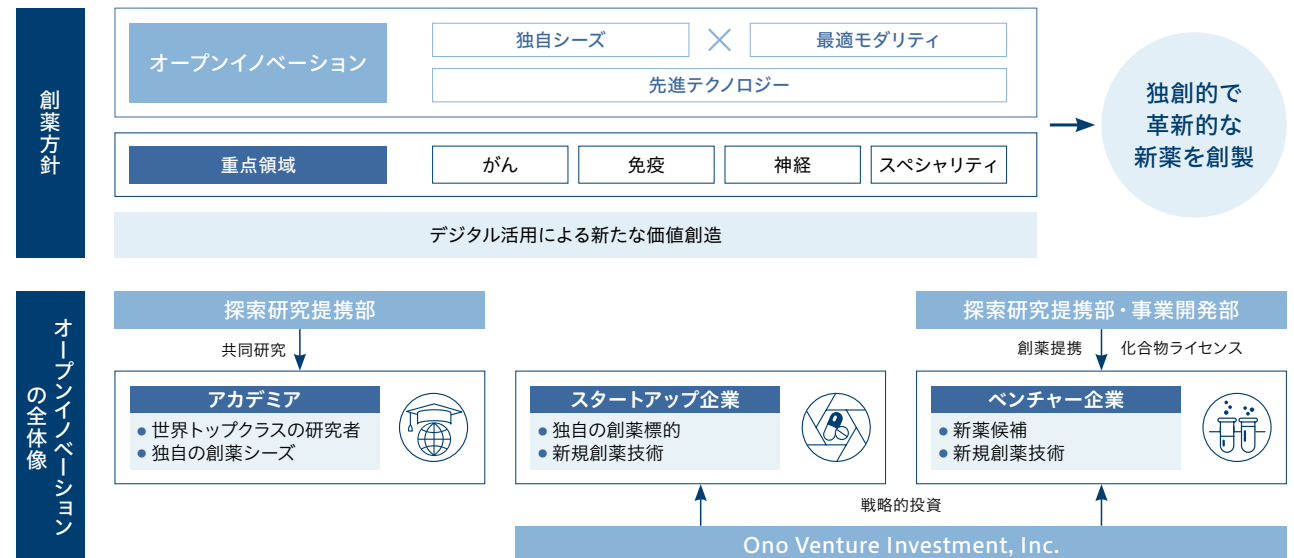 創薬方針
オープンイノベーション
独自シーズ
最適モダリティ
先進テクノロジー
重点領域
がん
免疫
神経
スペシャリティ
デジタル活用による新たな価値創造
独創的で
革新的な
新薬を創製
オープンイノベーション
の全体像
探索研究提携部
共同研究
アカデミア
● 世界トップクラスの研究者
● 独自の創薬シーズ
スタートアップ企業
● 独自の創薬標的
● 新規創薬技術
探索研究提携部・事業開発部
創薬提携
化合物ライセンス
ベンチャー企業
● 新薬候補
● 新規創薬技術
戦略的投資
Ono Venture Investment, Inc.